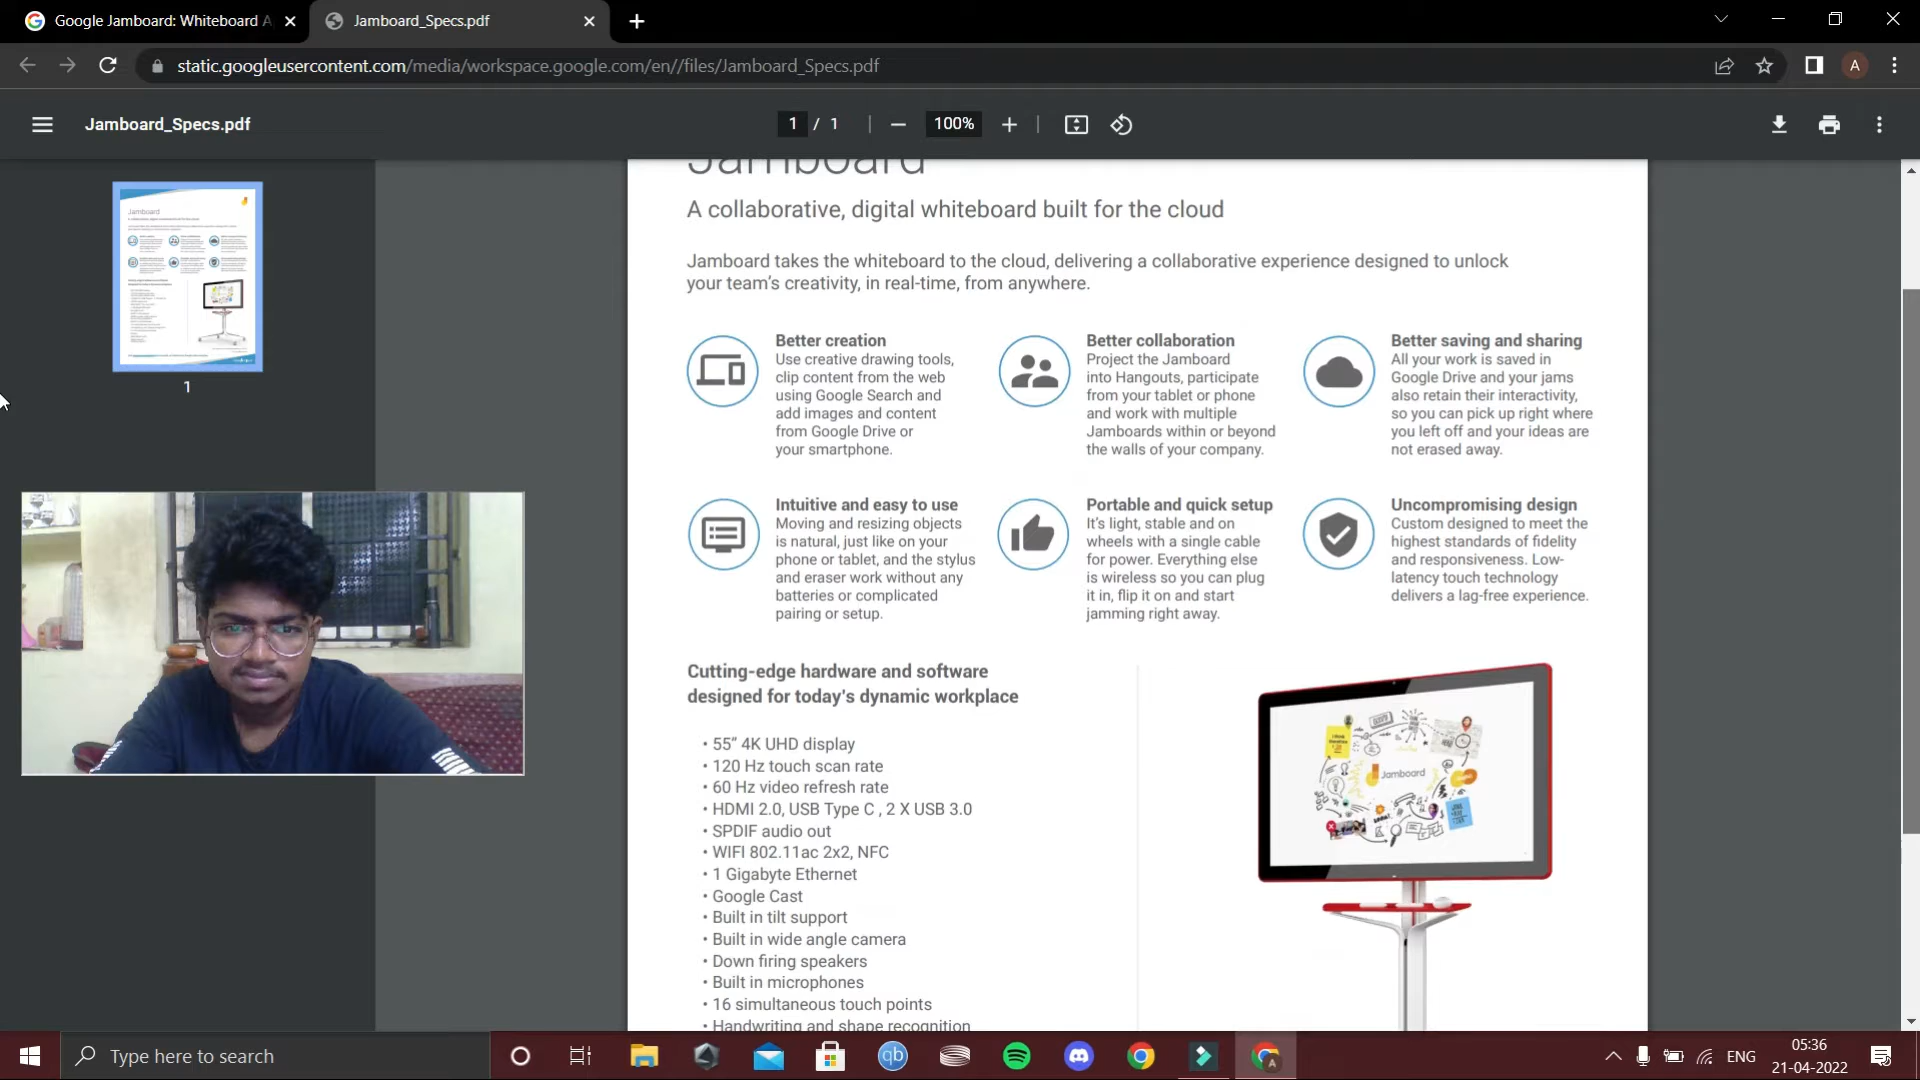 Google Jamboard: Whiteboard A
Jamboard_Specs.pdf
static.googleusercontent.com/media/workspace.google.com/en//files/Jamboard_Specs.pdf
A
Jamboard_Specs.pdf
1 / 1
100%
1
Jamboard
A collaborative, digital whiteboard built for the cloud
Jamboard takes the whiteboard to the cloud, delivering a collaborative experience designed to unlock
your team's creativity, in real-time, from anywhere.
Better creation
Use creative drawing tools,
clip content from the web
using Google Search and
add images and content
from Google Drive or
your smartphone.
Better collaboration
Project the Jamboard
into Hangouts, participate
from your tablet or phone
and work with multiple
Jamboards within or beyond
the walls of your company.
Better saving and sharing
All your work is saved in
Google Drive and your jams
also retain their interactivity,
so you can pick up right where
you left off and your ideas are
not erased away.
Intuitive and easy to use
Moving and resizing objects
is natural, just like on your
phone or tablet, and the stylus
and eraser work without any
batteries or complicated
pairing or setup.
Portable and quick setup
It's light, stable and on
wheels with a single cable
for power. Everything else
is wireless so you can plug
it in, flip it on and start
jamming right away.
Uncompromising design
Custom designed to meet the
highest standards of fidelity
and responsiveness. Low-
latency touch technology
delivers a lag-free experience.
Cutting-edge hardware and software
designed for today's dynamic workplace
• 55” 4K UHD display
• 120 Hz touch scan rate
• 60 Hz video refresh rate
• HDMI 2.0, USB Type C , 2 X USB 3.0
• SPDIF audio out
• WIFI 802.11ac 2x2, NFC
• 1 Gigabyte Ethernet
• Google Cast
• Built in tilt support
• Built in wide angle camera
• Down firing speakers
• Built in microphones
• 16 simultaneous touch points
• Handwriting and shape recognition
Jamboard
Type here to search
qb
A
ENG
05:36
21-04-2022